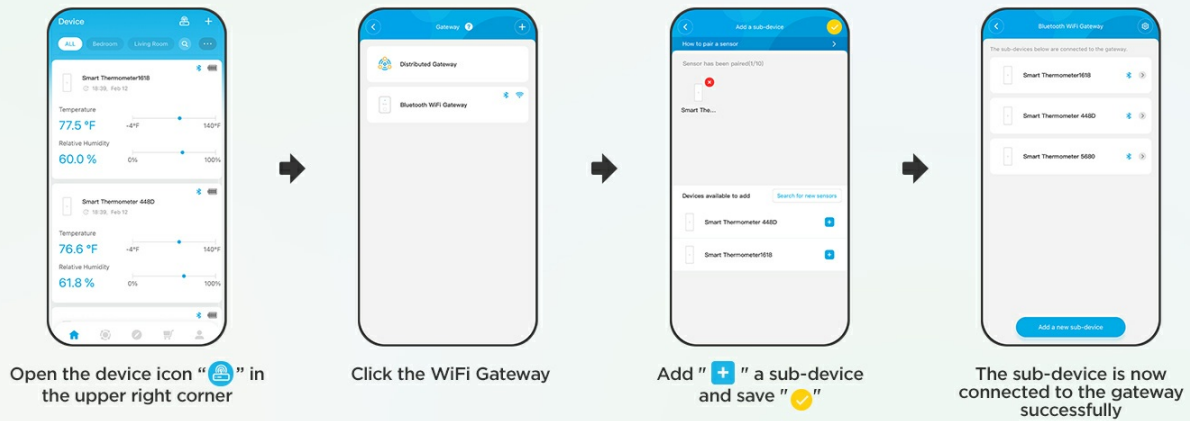 Device
ALL Bedroom Living Room
Smart Thermometer1618
19:39, Feb 12
Temperature
77.5 °F
-4°F 140°F
Relative Humidity
60.0 %
0% 100%
Smart Thermometer 448D
19:39, Feb 12
Temperature
76.6 °F
-4°F 140°F
Relative Humidity
61.8 %
0% 100%
Open the device icon “ ” in
the upper right corner
Gateway ?
Distributed Gateway
Bluetooth WiFi Gateway
Click the WiFi Gateway
Add a sub-device
How to pair a sensor
Sensor has been paired(1/10)
Smart The...
Devices available to add Search for new sensors
Smart Thermometer 448D
Smart Thermometer1618
Add " + " a sub-device
and save " "
Bluetooth WiFi Gateway
The sub-devices below are connected to the gateway.
Smart Thermometer1618
Smart Thermometer 448D
Smart Thermometer 5680
Add a new sub-device
The sub-device is now
connected to the gateway
successfully